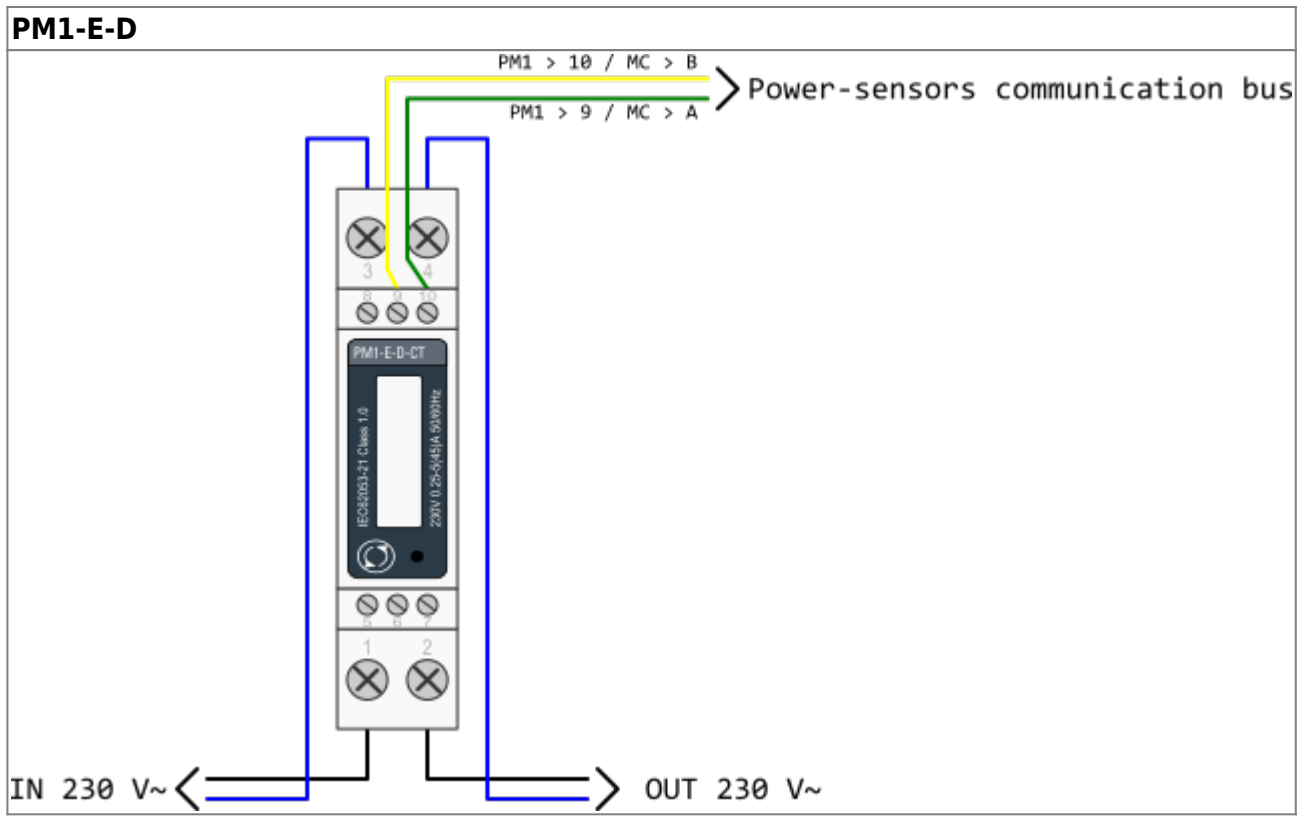 PM1-E-D
PM1 > 10 / MC > B
Power-sensors communication bus
PM1 > 9 / MC > A
3 4
8 9 10
PM1-E-D-CT
IEC62053-21 Class 1.0
230V 0.25-5(45)A 50/60Hz
5 6 7
1 2
IN 230 V~
OUT 230 V~